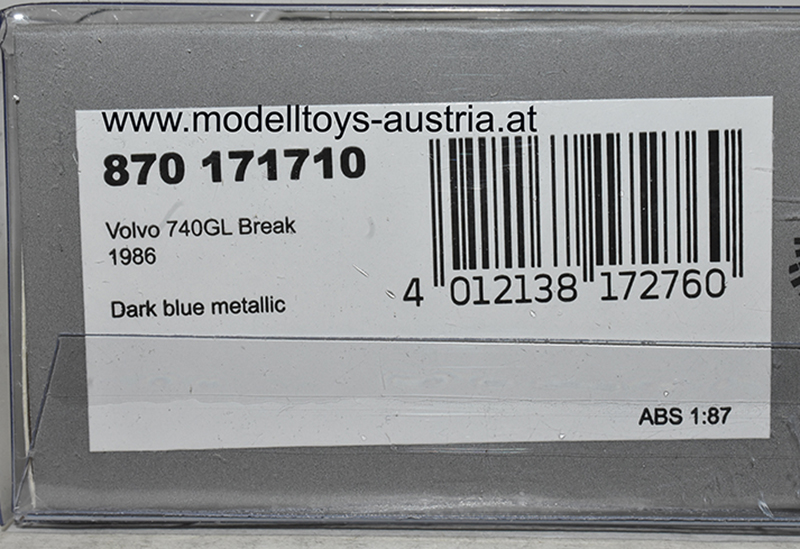 www.modelltoys-austria.at
870 171710
Volvo 740GL Break
1986
Dark blue metallic
4 012138 172760
ABS 1:87